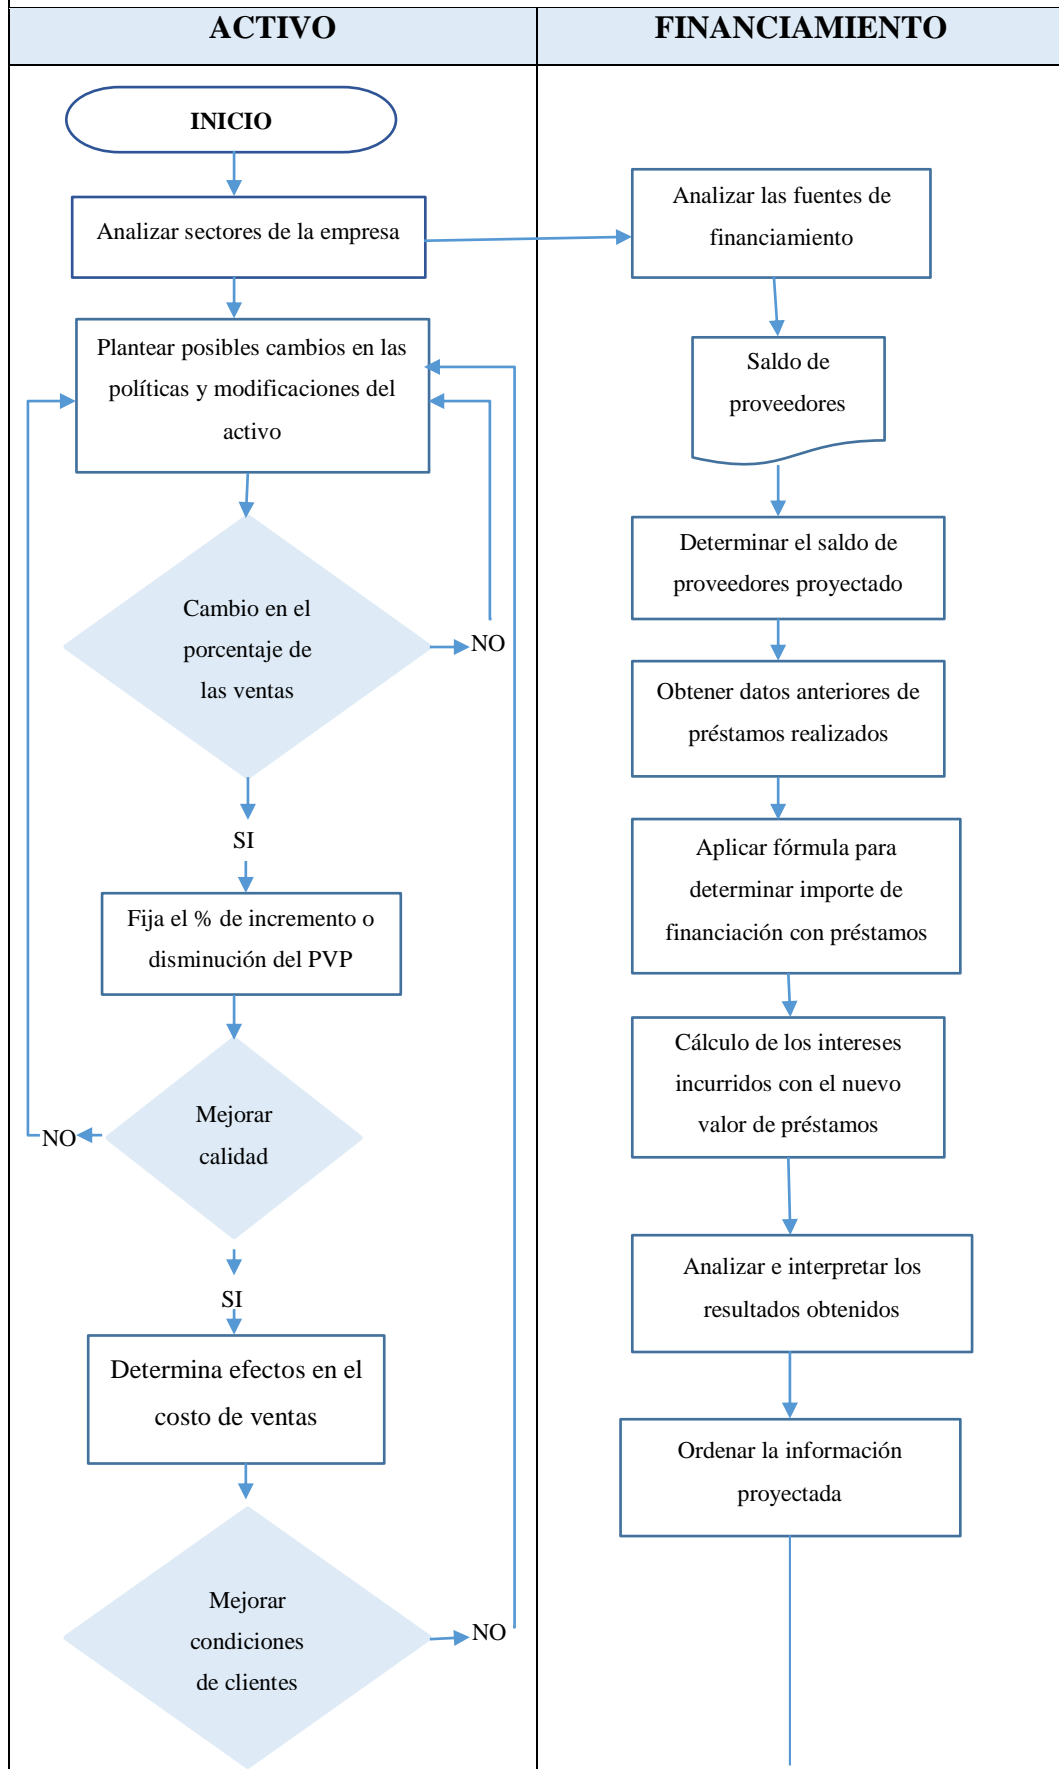 ACTIVO
FINANCIAMIENTO
INICIO
Analizar sectores de la empresa
Plantear posibles cambios en las
políticas y modificaciones del
activo
Cambio en el
porcentaje de
las ventas
NO
SI
Fija el % de incremento o
disminución del PVP
Mejorar
calidad
NO
SI
Determina efectos en el
costo de ventas
Mejorar
condiciones
de clientes
NO
Analizar las fuentes de
financiamiento
Saldo de
proveedores
Determinar el saldo de
proveedores proyectado
Obtener datos anteriores de
préstamos realizados
Aplicar fórmula para
determinar importe de
financiación con préstamos
Cálculo de los intereses
incurridos con el nuevo
valor de préstamos
Analizar e interpretar los
resultados obtenidos
Ordenar la información
proyectada